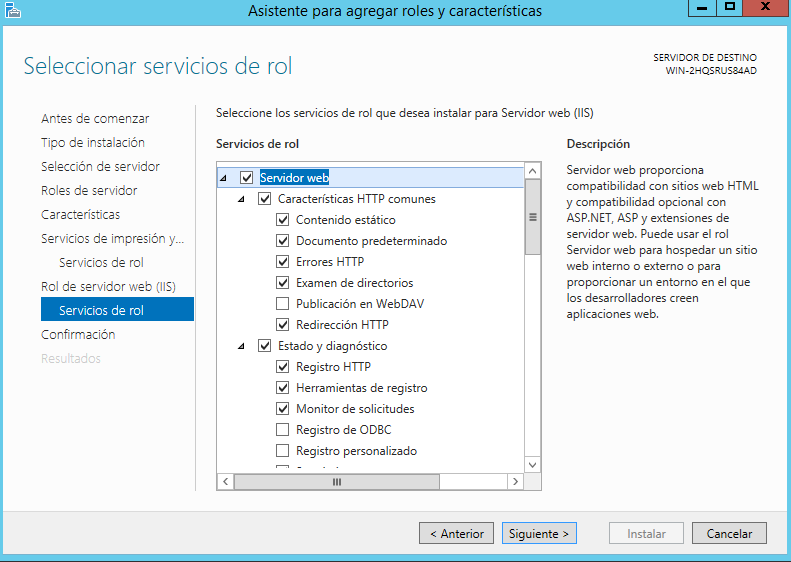 Asistente para agregar roles y características
Seleccionar servicios de rol
SERVIDOR DE DESTINO
WIN-2HQSRUS84AD
Antes de comenzar
Tipo de instalación
Selección de servidor
Roles de servidor
Características
Servicios de impresión y...
Servicios de rol
Rol de servidor web (IIS)
Servicios de rol
Confirmación
Resultados
Seleccione los servicios de rol que desea instalar para Servidor web (IIS)
Servicios de rol
Servidor web
Características HTTP comunes
Contenido estático
Documento predeterminado
Errores HTTP
Examen de directorios
Publicación en WebDAV
Redirección HTTP
Estado y diagnóstico
Registro HTTP
Herramientas de registro
Monitor de solicitudes
Registro de ODBC
Registro personalizado
Descripción
Servidor web proporciona
compatibilidad con sitios web HTML
y compatibilidad opcional con
ASP.NET, ASP y extensiones de
servidor web. Puede usar el rol
Servidor web para hospedar un sitio
web interno o externo o para
proporcionar un entorno en el que
los desarrolladores creen
aplicaciones web.
< Anterior
Siguiente >
Instalar
Cancelar